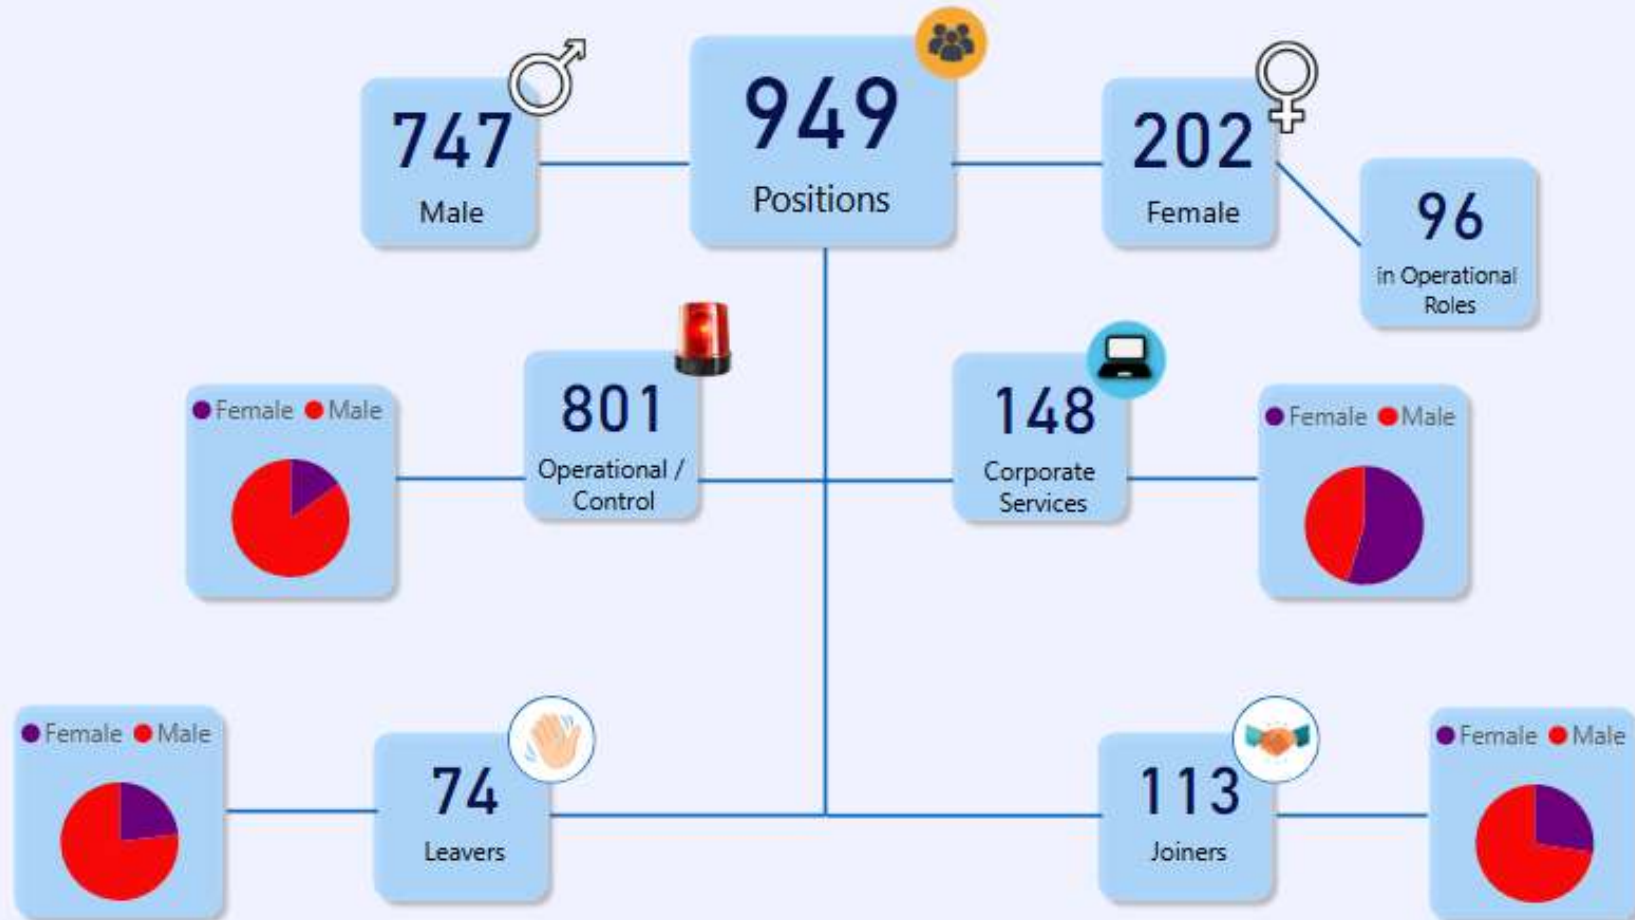 747
Male
949
Positions
202
Female
96
in Operational
Roles
Female Male
801
Operational /
Control
148
Corporate
Services
Female Male
Female Male
74
Leavers
113
Joiners
Female Male